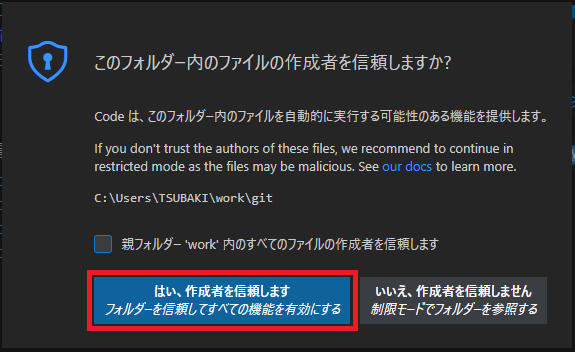 このフォルダー内のファイルの作成者を信頼しますか?
Code は、このフォルダー内のファイルを自動的に実行する可能性のある機能を提供します。
If you don't trust the authors of these files, we recommend to continue in
restricted mode as the files may be malicious. See our docs to learn more.
C:\Users\TSUBAKI\work\git
親フォルダー 'work' 内のすべてのファイルの作成者を信頼します
はい、作成者を信頼します
フォルダーを信頼してすべての機能を有効にする
いいえ、作成者を信頼しません
制限モードでフォルダーを参照する